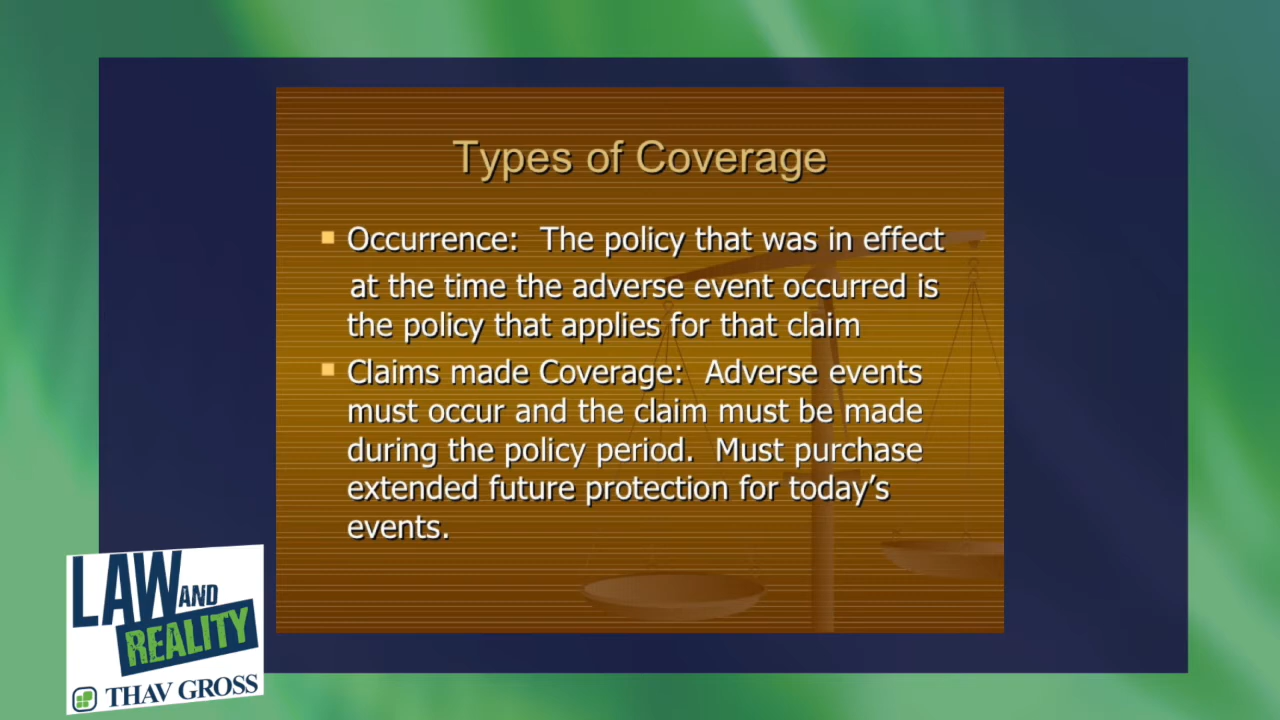 Types of Coverage
Occurrence: The policy that was in effect
at the time the adverse event occurred is
the policy that applies for that claim
Claims made Coverage: Adverse events
must occur and the claim must be made
during the policy period. Must purchase
extended future protection for today's
events.
LAW AND
REALITY
THAV GROSS